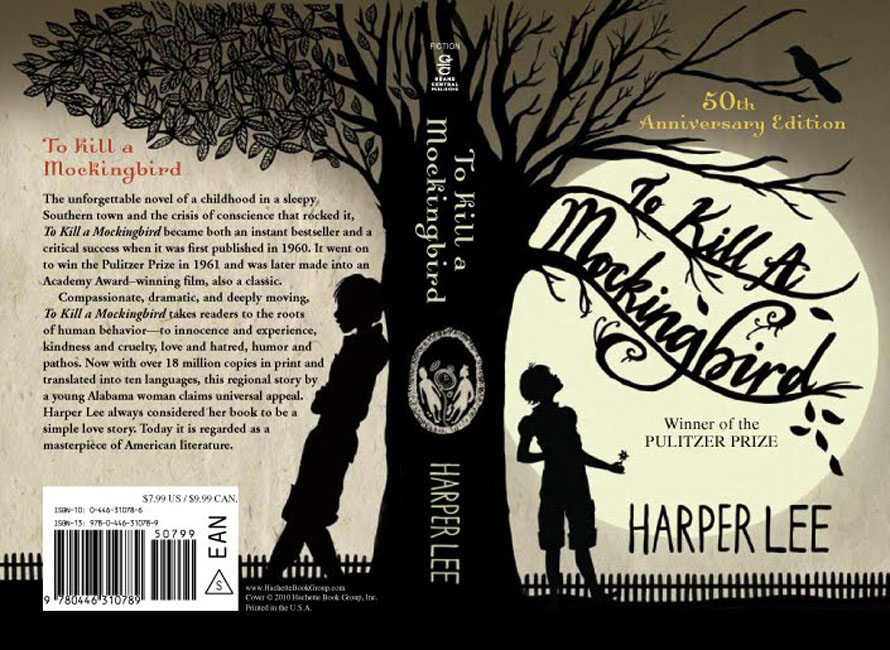 To Kill a
Mockingbird
The unforgettable novel of a childhood in a sleepy
Southern town and the crisis of conscience that rocked it,
To Kill a Mockingbird became both an instant bestseller and a
critical success when it was first published in 1960. It went on
to win the Pulitzer Prize in 1961 and was later made into an
Academy Award–winning film, also a classic.
Compassionate, dramatic, and deeply moving,
To Kill a Mockingbird takes readers to the roots
of human behavior—to innocence and experience,
kindness and cruelty, love and hatred, humor and
pathos. Now with over 18 million copies in print and
translated into ten languages, this regional story by
a young Alabama woman claims universal appeal.
Harper Lee always considered her book to be a
simple love story. Today it is regarded as a
masterpiece of American literature.
$7.99 US / $9.99 CAN.
ISBN-10: 0-446-31078-6
ISBN-13: 978-0-446-31078-9
50799
EAN
S
9 780446 310789
www.HachetteBookGroup.com
Cover © 2010 Hachette Book Group, Inc.
Printed in the U.S.A.
FICTION
GRAND
CENTRAL
PUBLISHING
To Kill a
Mockingbird
HARPER LEE
50th
Anniversary Edition
To Kill A
Mockingbird
Winner of the
PULITZER PRIZE
HARPER LEE